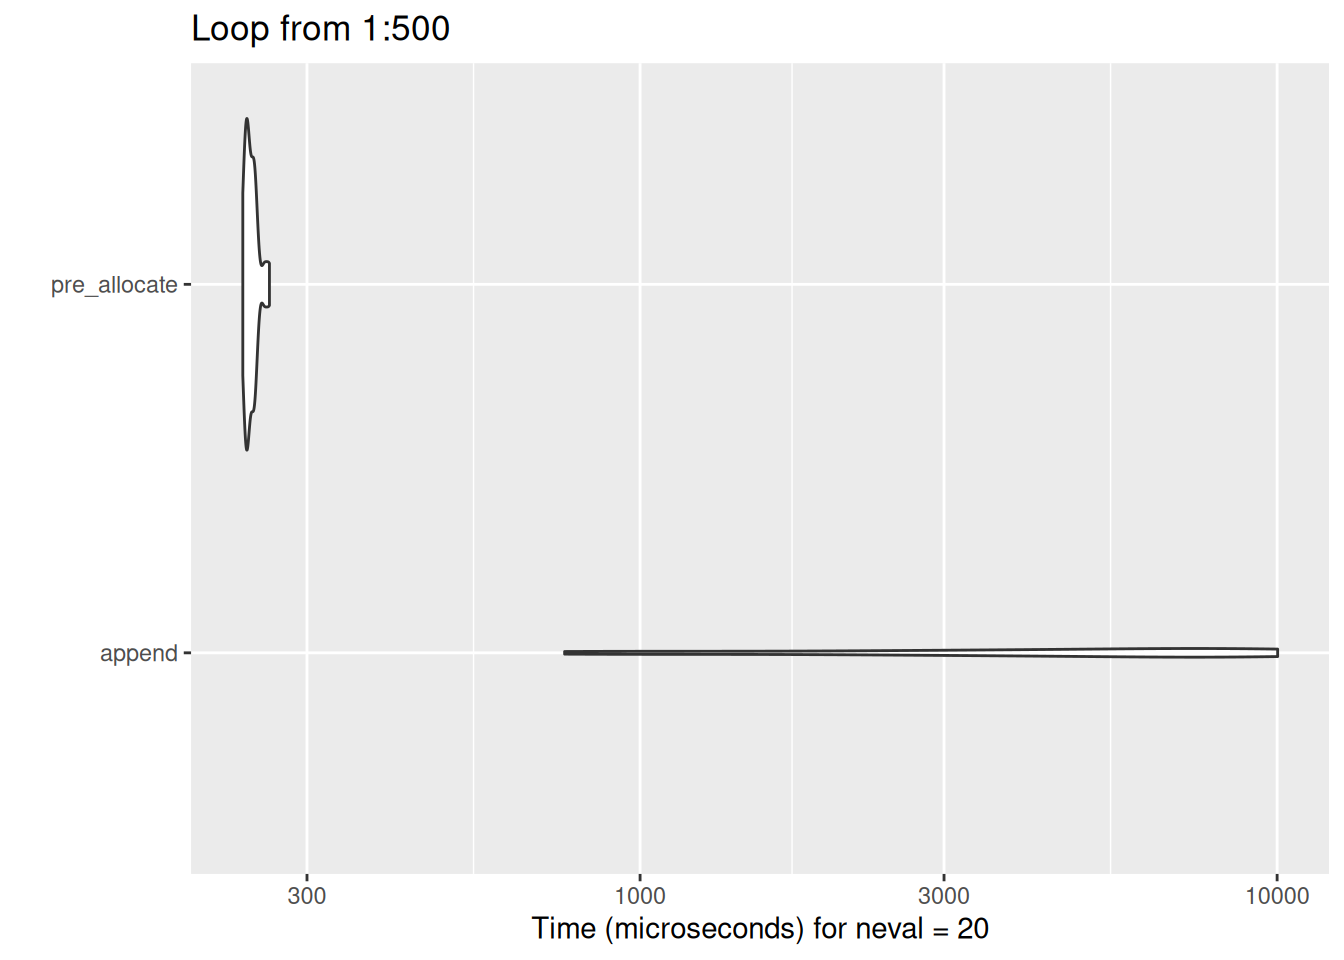 Loop from 1:500
pre_allocate
append
300 1000 3000 10000
Time (microseconds) for neval = 20